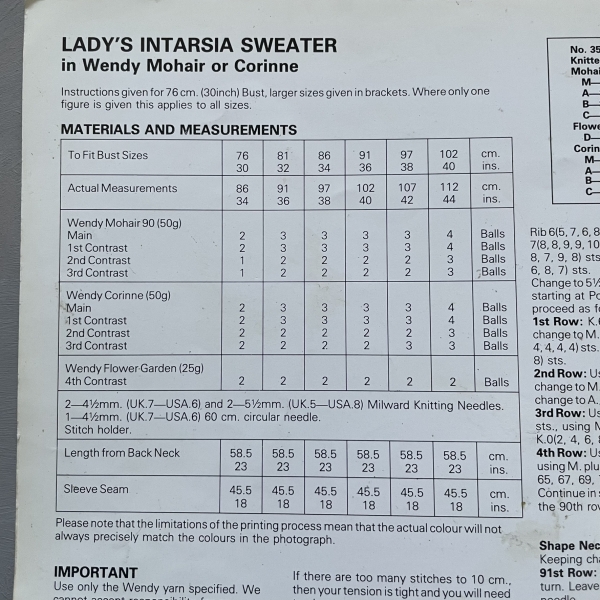 LADY'S INTARSIA SWEATER
in Wendy Mohair or Corinne
Instructions given for 76 cm. (30inch) Bust, larger sizes given in brackets. Where only one
figure is given this applies to all sizes.
MATERIALS AND MEASUREMENTS
To Fit Bust Sizes 76 81 86 91 97 102 cm.
30 32 34 36 38 40 ins.
Actual Measurements 86 91 97 102 107 112 cm.
34 36 38 40 42 44 ins.
Wendy Mohair 90 (50g)
Main 2 3 3 3 3 4 Balls
1st Contrast 2 3 3 3 3 4 Balls
2nd Contrast 1 2 2 2 2 3 Balls
3rd Contrast 1 2 2 2 2 3 Balls
Wendy Corinne (50g)
Main 2 3 3 3 3 4 Balls
1st Contrast 2 3 3 3 3 4 Balls
2nd Contrast 2 2 2 2 2 3 Balls
3rd Contrast 2 2 2 2 3 3 Balls
Wendy Flower Garden (25g)
4th Contrast 2 2 2 2 2 2 Balls
2—4½mm. (UK.7—USA.6) and 2—5½mm. (UK.5—USA.8) Milward Knitting Needles.
1—4½mm. (UK.7—USA.6) 60 cm. circular needle.
Stitch holder.
Length from Back Neck 58.5 58.5 58.5 58.5 58.5 58.5 cm.
23 23 23 23 23 23 ins.
Sleeve Seam 45.5 45.5 45.5 45.5 45.5 45.5 cm.
18 18 18 18 18 18 ins.
Please note that the limitations of the printing process mean that the actual colour will not
always precisely match the colours in the photograph.
IMPORTANT
Use only the Wendy yarn specified. We
If there are too many stitches to 10 cm.,
then your tension is tight and you will need
No. 35
Knitte
Mohai
M—
A—
B—
C—
Flowe
D—
Corin
M—
A—
B—
C—
Rib 6(5, 7, 6, 8
7(8, 8, 9, 9, 10
8, 7, 9, 8) sts
6, 8, 7) sts.
Change to 5½
starting at Po
proceed as fo
1st Row: K.6
change to M.
4, 4, 4, 4) sts.
8) sts.
2nd Row: Us
change to M.
change to A.
3rd Row: Us
sts., using M
K.0(2, 4, 6, 8
4th Row: Us
using M. plu
65, 67, 69, 7
Continue in s
the 90th row
Shape Nec
Keeping cha
91st Row:
turn. Leave
needle